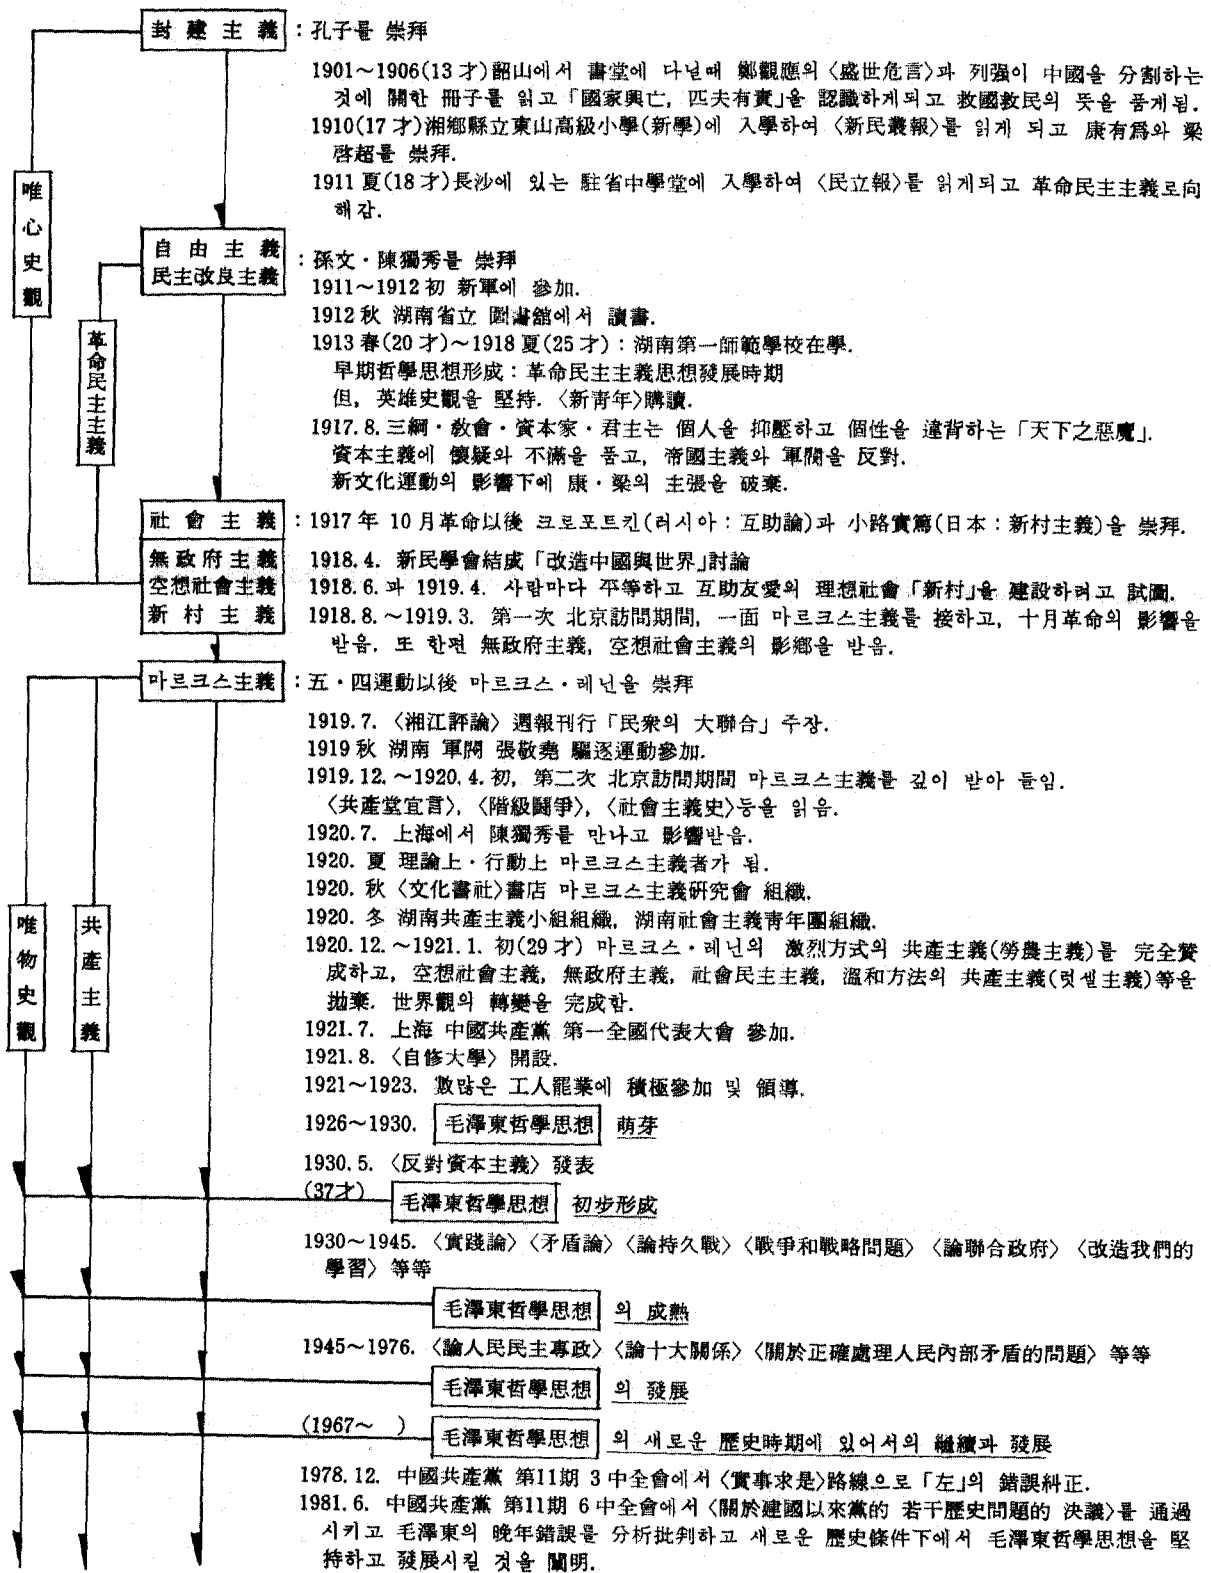 封建主義 : 孔子를 崇拜
1901～1906(13才)韶山에서 書堂에 다닐때 鄭觀應의〈盛世危言〉과 列强이 中國을 分割하는
것에 關한 冊子를 읽고「國家興亡, 匹夫有責」을 認識하게되고 救國救民의 뜻을 품게됨.
1910(17才)湘鄕縣立東山高級小學(新學)에 入學하여〈新民叢報〉를 읽게 되고 康有爲와 梁
啓超를 崇拜.
1911夏(18才)長沙에 있는 駐省中學堂에 入學하여〈民立報〉를 읽게되고 革命民主主義로向
해감.
唯心史觀
自由主義
民主改良主義
: 孫文・陳獨秀를 崇拜
1911～1912初 新軍에 參加.
1912秋 湖南省立 圖書館에서 讀書.
革命民主主義
1913春(20才)～1918夏(25才) : 湖南第一師範學校在學.
早期哲學思想形成 : 革命民主主義思想發展時期
但, 英雄史觀을 堅持.〈新靑年〉購讀.
1917.8. 三綱・敎會・資本家・君主는 個人을 抑壓하고 個性을 違背하는「天下之惡魔」.
資本主義에 懷疑와 不滿을 품고, 帝國主義와 軍閥을 反對.
新文化運動의 影響下에 康・梁의 主張을 破棄.
社會主義 : 1917年 10月革命以後 크로포트킨(러시아 : 互助論)과 小路實篤(日本 : 新村主義)을 崇拜.
無政府主義
空想社會主義
新村主義
1918.4. 新民學會結成「改造中國與世界」討論
1918.6.과 1919.4. 사람마다 平等하고 互助友愛의 理想社會「新村」을 建設하려고 試圖.
1918.8.～1919.3. 第一次 北京訪問期間, 一面 마르크스主義를 接하고, 十月革命의 影響을
받음. 또 한편 無政府主義, 空想社會主義의 影鄕을 받음.
마르크스主義 : 五・四運動以後 마르크스・레닌을 崇拜
1919.7.〈湘江評論〉週報刊行「民衆의 大聯合」주장.
1919秋 湖南 軍閥 張敬堯 驅逐運動參加.
1919.12.～1920.4.初, 第二次 北京訪問期間 마르크스主義를 깊이 받아 들임.
〈共產堂宣言〉,〈階級鬪爭〉,〈社會主義史〉등을 읽음.
1920.7. 上海에서 陳獨秀를 만나고 影響받음.
1920. 夏 理論上・行動上 마르크스主義者가 됨.
1920. 秋〈文化書社〉書店 마르크스主義硏究會 組織.
1920. 冬 湖南共產主義小組組織, 湖南社會主義靑年團組織.
唯物史觀
共產主義
1920.12.～1921.1. 初(29才) 마르크스・레닌의 激烈方式의 共產主義(勞農主義)를 完全贊
成하고, 空想社會主義, 無政府主義, 社會民主主義, 溫和方法의 共產主義(럿셀主義)等을
拋棄. 世界觀의 轉變을 完成함.
1921.7. 上海 中國共產黨 第一全國代表大會 參加.
1921.8.〈自修大學〉開設.
1921～1923. 數많은 工人罷業에 積極參加 및 領導.
1926～1930. 毛澤東哲學思想 萌芽
1930.5.〈反對資本主義〉發表
(37才) 毛澤東哲學思想 初步形成
1930～1945.〈實踐論〉〈矛盾論〉〈論持久戰〉〈戰爭和戰略問題〉〈論聯合政府〉〈改造我們的
學習〉等等
毛澤東哲學思想 의 成熟
1945～1976.〈論人民民主專政〉〈論十大關係〉〈關於正確處理人民內部矛盾的問題〉等等
毛澤東哲學思想 의 發展
(1967～ ) 毛澤東哲學思想 의 새로운 歷史時期에 있어서의 繼續과 發展
1978.12. 中國共產黨 第11期 3中全會에서〈實事求是〉路線으로「左」의 錯誤糾正.
1981.6. 中國共產黨 第11期 6中全會에서〈關於建國以來黨的 若干歷史問題的 決議〉를 通過
시키고 毛澤東의 晩年錯誤를 分析批判하고 새로운 歷史條件下에서 毛澤東哲學思想을 堅
持하고 發展시킬 것을 闡明.